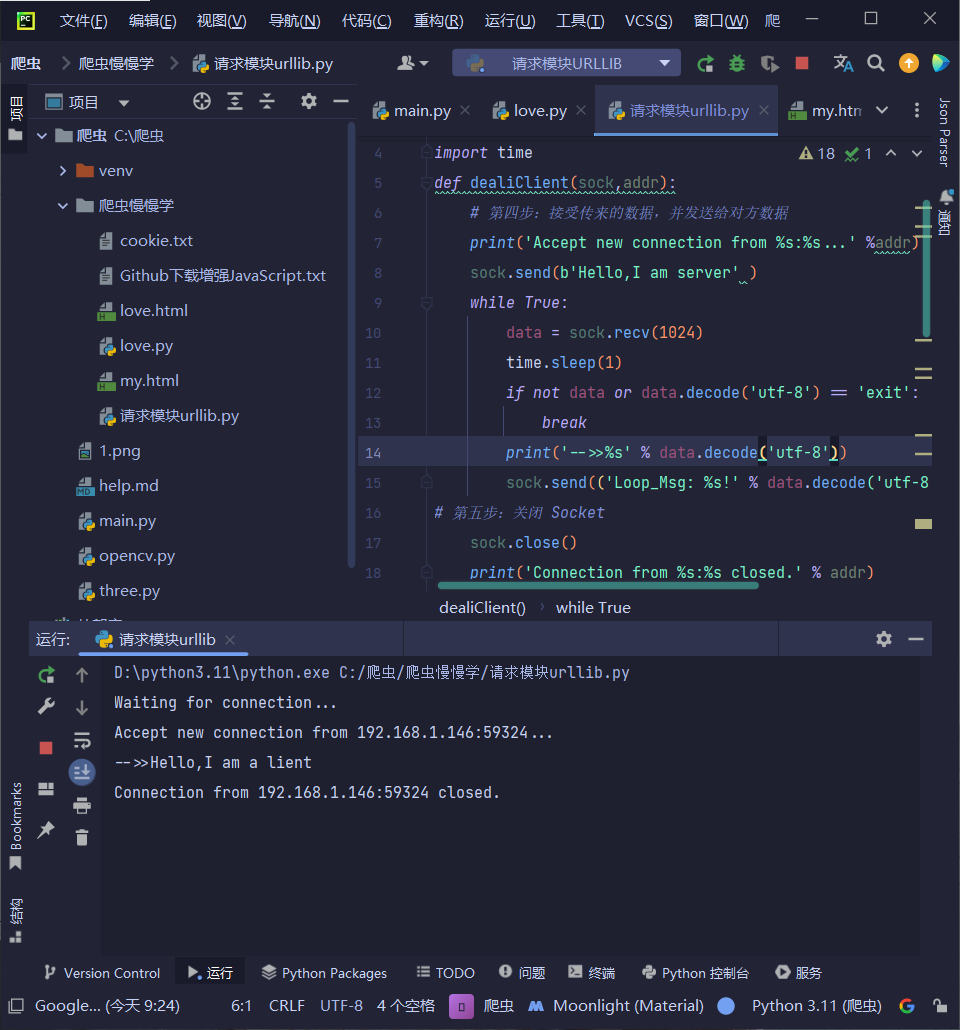 PC 文件(F) 编辑(E) 视图(V) 导航(N) 代码(C) 重构(R) 运行(U) 工具(T) VCS(S) 窗口(W) 爬
爬虫 爬虫慢慢学 请求模块urllib.py 请求模块URLLIB
项目
main.py love.py 请求模块urllib.py my.htm
Json Parser
通知
项目
爬虫 C:\爬虫
venv
爬虫慢慢学
cookie.txt
Github下载增强JavaScript.txt
love.html
love.py
my.html
请求模块urllib.py
1.png
help.md
main.py
opencv.py
three.py
18 1
4 import time
5 def dealiClient(sock,addr):
6 # 第四步：接受传来的数据，并发送给对方数据
7 print('Accept new connection from %s:%s...' %addr)
8 sock.send(b'Hello,I am server' )
9 while True:
10 data = sock.recv(1024)
11 time.sleep(1)
12 if not data or data.decode('utf-8') == 'exit':
13 break
14 print('-->>%s' % data.decode('utf-8'))
15 sock.send(('Loop_Msg: %s!' % data.decode('utf-8
16 # 第五步：关闭 Socket
17 sock.close()
18 print('Connection from %s:%s closed.' % addr)
dealiClient() while True
运行: 请求模块urllib
D:\python3.11\python.exe C:/爬虫/爬虫慢慢学/请求模块urllib.py
Waiting for connection...
Accept new connection from 192.168.1.146:59324...
-->>Hello,I am a lient
Connection from 192.168.1.146:59324 closed.
Bookmarks
结构
Version Control 运行 Python Packages TODO 问题 终端 Python 控制台 服务
Google... (今天 9:24) 6:1 CRLF UTF-8 4 个空格 爬虫 Moonlight (Material) Python 3.11 (爬虫)